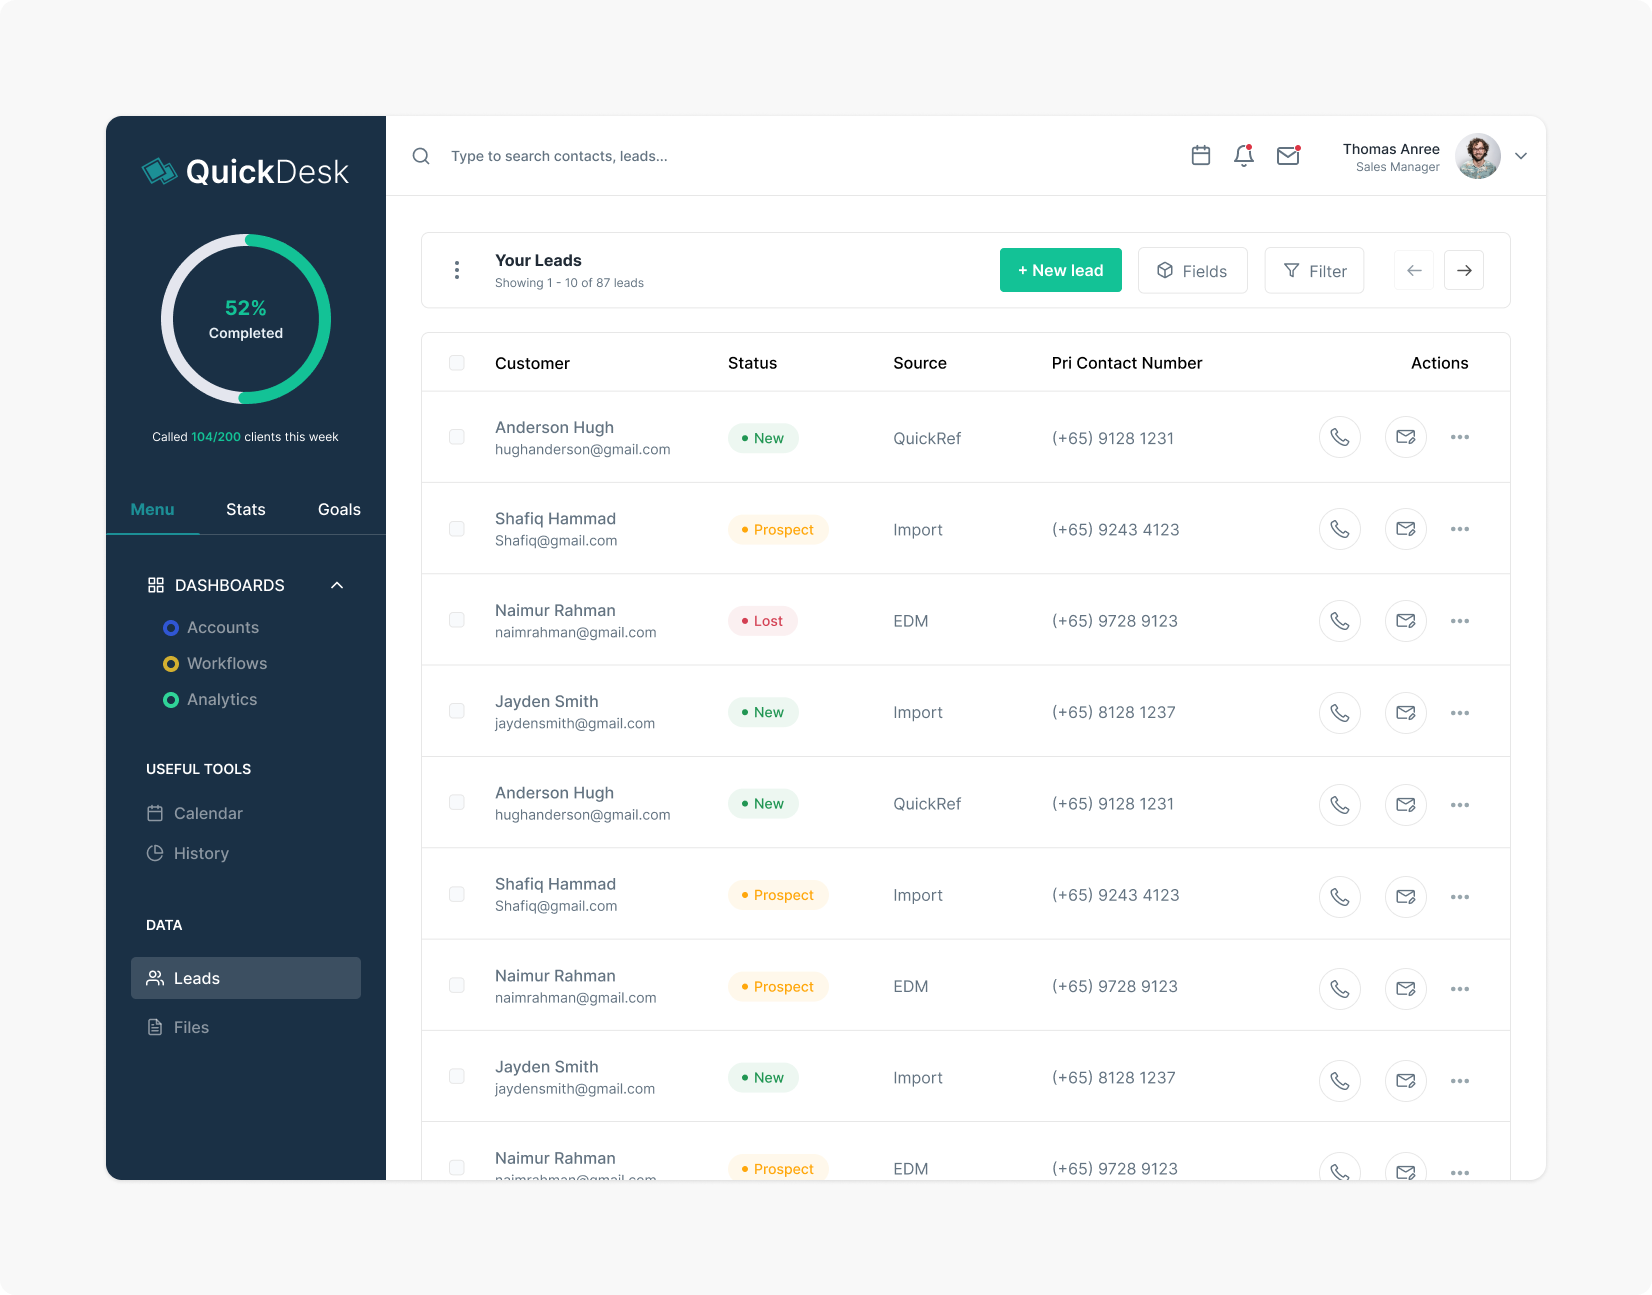 QuickDesk
52%
Completed
Called 104/200 clients this week
Menu Stats Goals
DASHBOARDS
Accounts
Workflows
Analytics
USEFUL TOOLS
Calendar
History
DATA
Leads
Files
Type to search contacts, leads...
Thomas Anree
Sales Manager
Your Leads
Showing 1 - 10 of 87 leads
+ New lead Fields Filter
Customer Status Source Pri Contact Number Actions
Anderson Hugh
hughanderson@gmail.com
New QuickRef (+65) 9128 1231
Shafiq Hammad
Shafiq@gmail.com
Prospect Import (+65) 9243 4123
Naimur Rahman
naimrahman@gmail.com
Lost EDM (+65) 9728 9123
Jayden Smith
jaydensmith@gmail.com
New Import (+65) 8128 1237
Anderson Hugh
hughanderson@gmail.com
New QuickRef (+65) 9128 1231
Shafiq Hammad
Shafiq@gmail.com
Prospect Import (+65) 9243 4123
Naimur Rahman
naimrahman@gmail.com
Prospect EDM (+65) 9728 9123
Jayden Smith
jaydensmith@gmail.com
New Import (+65) 8128 1237
Naimur Rahman
naimrahman@gmail.com
Prospect EDM (+65) 9728 9123